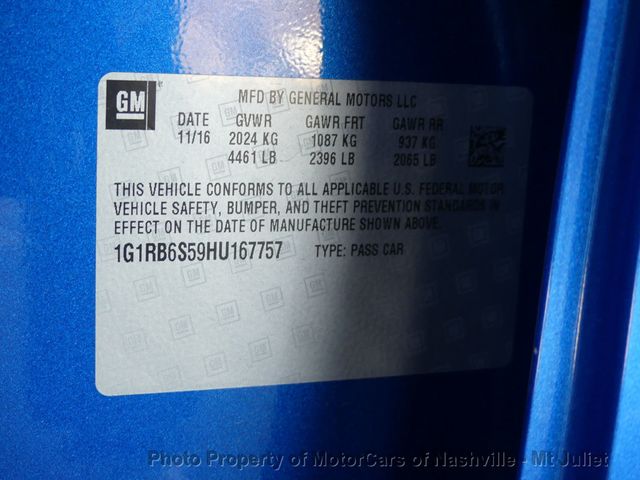 GM
MFD BY GENERAL MOTORS LLC
DATE GVWR GAWR FRT GAWR RR
11/16 2024 KG 1087 KG 937 KG
4461 LB 2396 LB 2065 LB
THIS VEHICLE CONFORMS TO ALL APPLICABLE U.S. FEDERAL MOTOR
VEHICLE SAFETY, BUMPER, AND THEFT PREVENTION STANDARDS IN
EFFECT ON THE DATE OF MANUFACTURE SHOWN ABOVE.
1G1RB6S59HU167757 TYPE: PASS CAR
Photo Property of MotorCars of Nashville - Mt Juliet